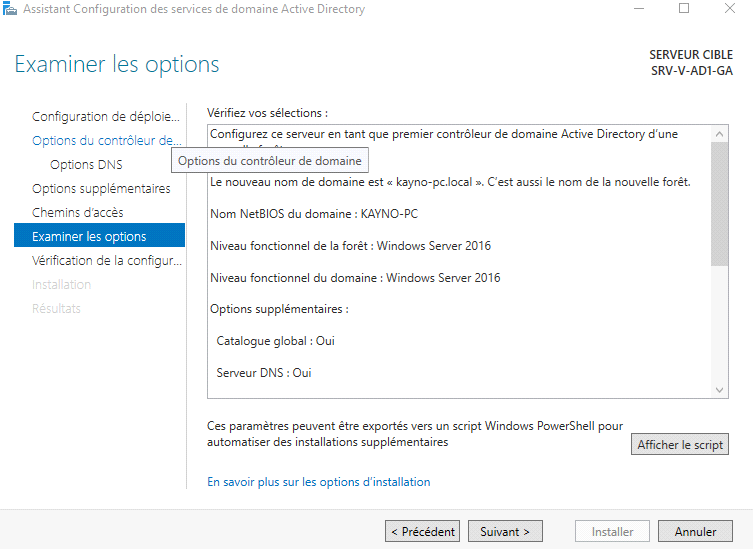 Assistant Configuration des services de domaine Active Directory
Examiner les options
SERVEUR CIBLE
SRV-V-AD1-GA
Configuration de déploie...
Options du contrôleur de...
Options DNS
Options supplémentaires
Chemins d'accès
Examiner les options
Vérification de la configur...
Installation
Résultats
Vérifiez vos sélections :
Configurez ce serveur en tant que premier contrôleur de domaine Active Directory d'une
Options du contrôleur de domaine
Le nouveau nom de domaine est « kayno-pc.local ». C'est aussi le nom de la nouvelle forêt.
Nom NetBIOS du domaine : KAYNO-PC
Niveau fonctionnel de la forêt : Windows Server 2016
Niveau fonctionnel du domaine : Windows Server 2016
Options supplémentaires :
Catalogue global : Oui
Serveur DNS : Oui
Ces paramètres peuvent être exportés vers un script Windows PowerShell pour
automatiser des installations supplémentaires
Afficher le script
En savoir plus sur les options d'installation
< Précédent
Suivant >
Installer
Annuler